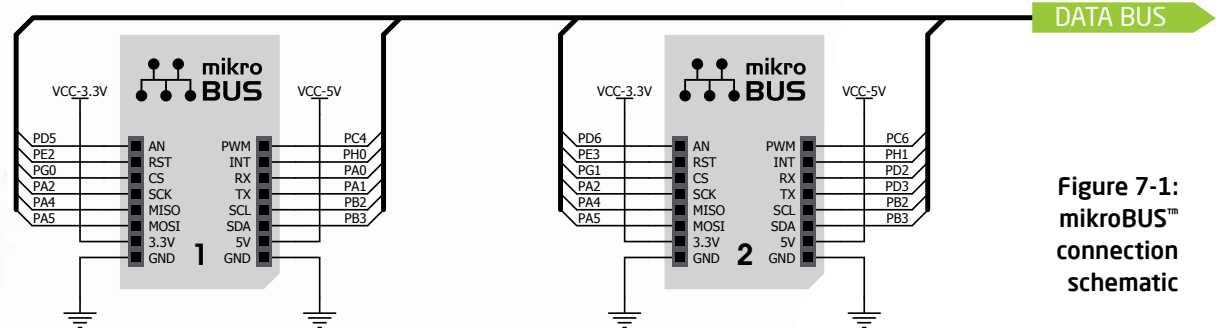 DATA BUS
mikro
BUS
VCC-3.3V
VCC-5V
PD5 AN PWM PC4
PE2 RST INT PH0
PG0 CS RX PA0
PA2 SCK TX PA1
PA4 MISO SCL PB2
PA5 MOSI SDA PB3
3.3V 5V
GND 1 GND
mikro
BUS
VCC-3.3V
VCC-5V
PD6 AN PWM PC6
PE3 RST INT PH1
PG1 CS RX PD2
PA2 SCK TX PD3
PA4 MISO SCL PB2
PA5 MOSI SDA PB3
3.3V 5V
GND 2 GND
Figure 7-1:
mikroBUS™
connection
schematic